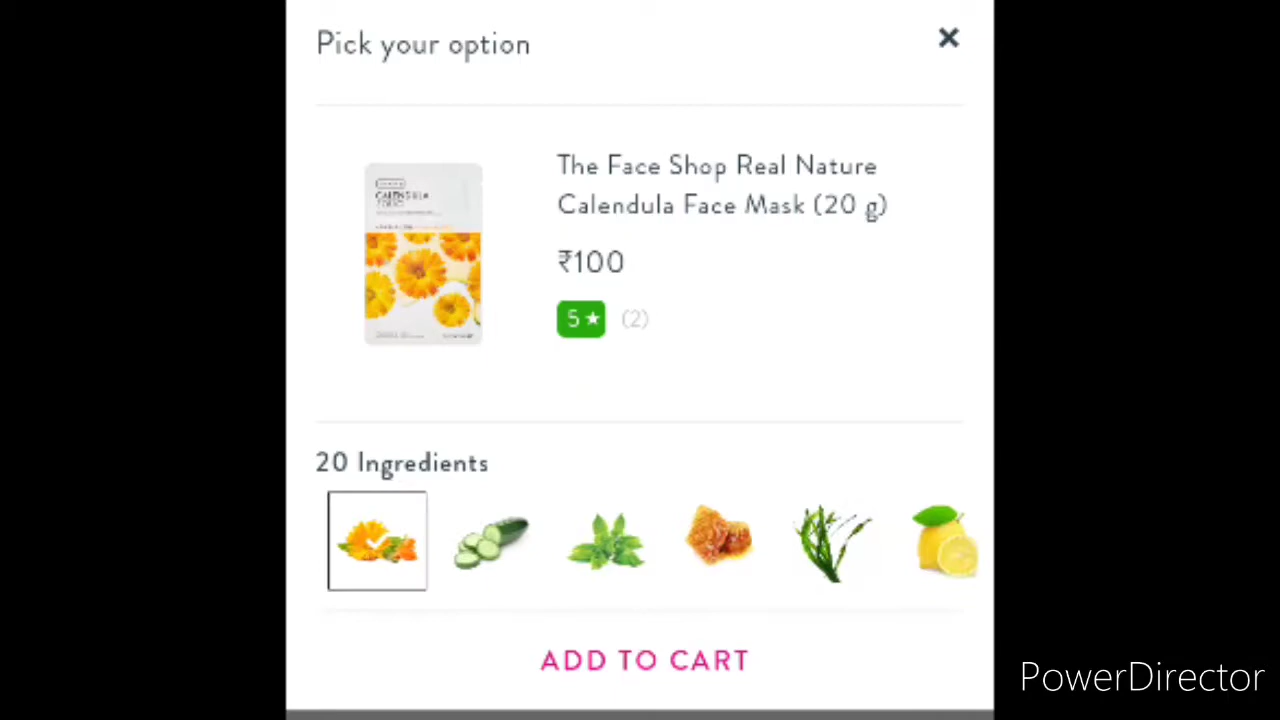 Pick your option
The Face Shop Real Nature
Calendula Face Mask (20 g)
₹100
5 ★ (2)
CALENDULA
20 Ingredients
ADD TO CART
PowerDirector